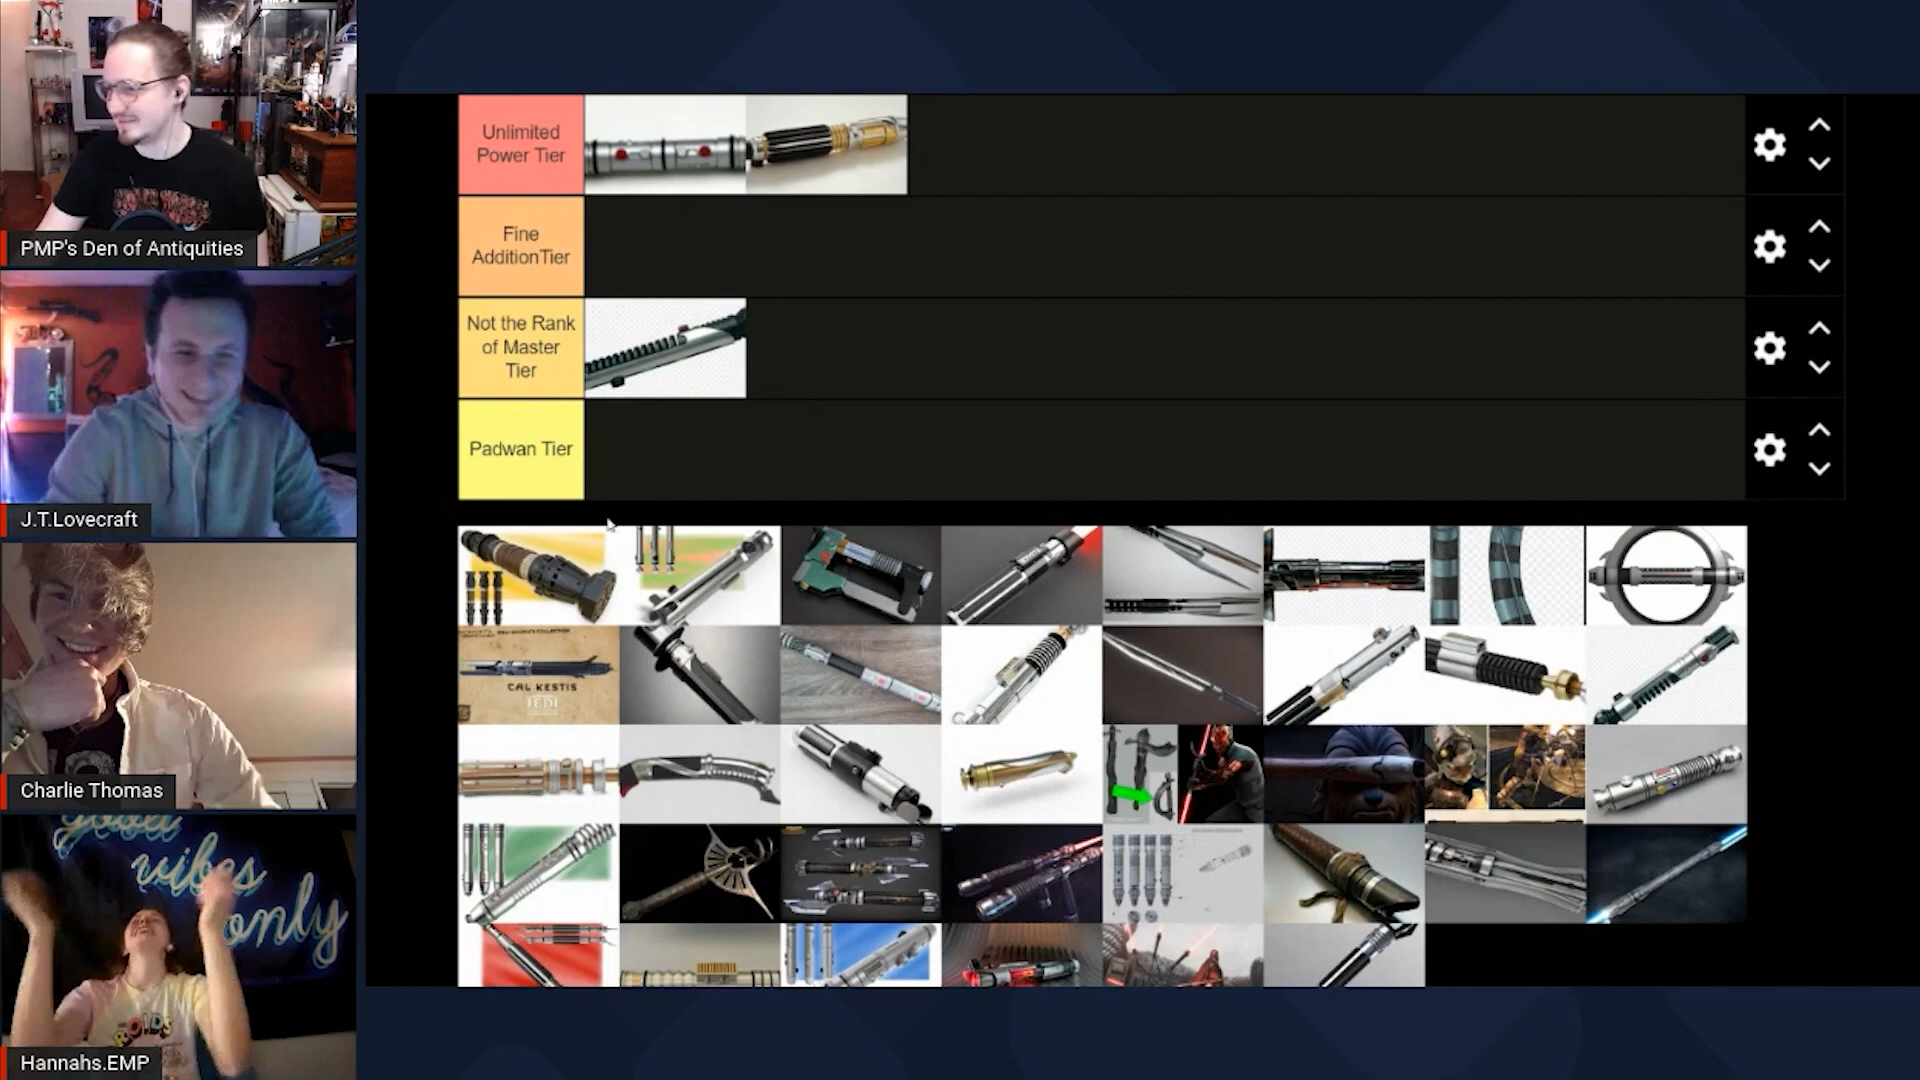 PMP's Den of Antiquities
J.T.Lovecraft
Charlie Thomas
good
vibes
only
Hannahs.EMP
Unlimited
Power Tier
Fine
AdditionTier
Not the Rank
of Master
Tier
Padwan Tier
CAL KESTIS
JEDI